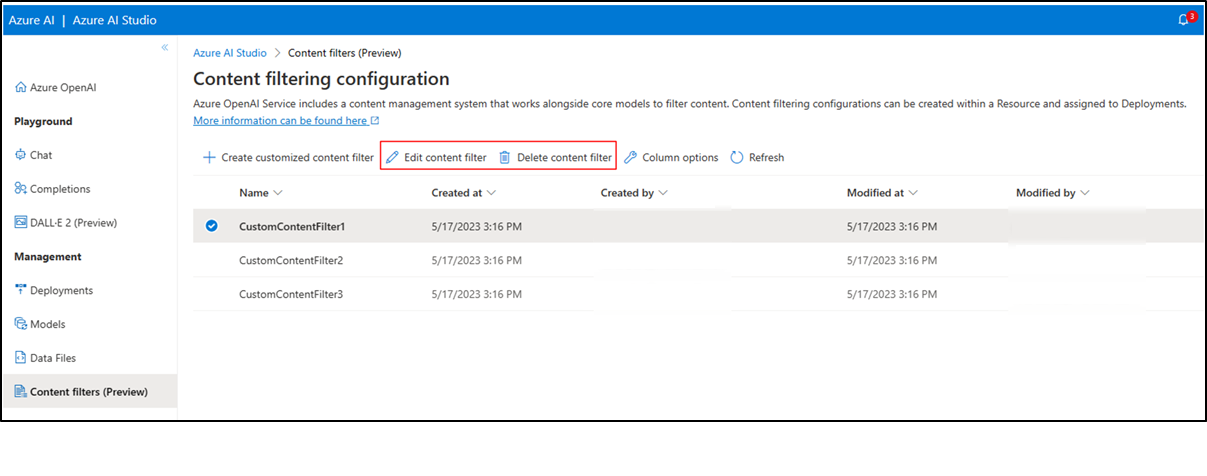 Azure AI | Azure AI Studio
3
«
Azure AI Studio > Content filters (Preview)
Content filtering configuration
Azure OpenAI Service includes a content management system that works alongside core models to filter content. Content filtering configurations can be created within a Resource and assigned to Deployments.
More information can be found here
Azure OpenAI
Playground
Chat
Completions
DALL·E 2 (Preview)
Management
Deployments
Models
Data Files
Content filters (Preview)
Create customized content filter Edit content filter Delete content filter Column options Refresh
Name Created at Created by Modified at Modified by
CustomContentFilter1 5/17/2023 3:16 PM 5/17/2023 3:16 PM
CustomContentFilter2 5/17/2023 3:16 PM 5/17/2023 3:16 PM
CustomContentFilter3 5/17/2023 3:16 PM 5/17/2023 3:16 PM